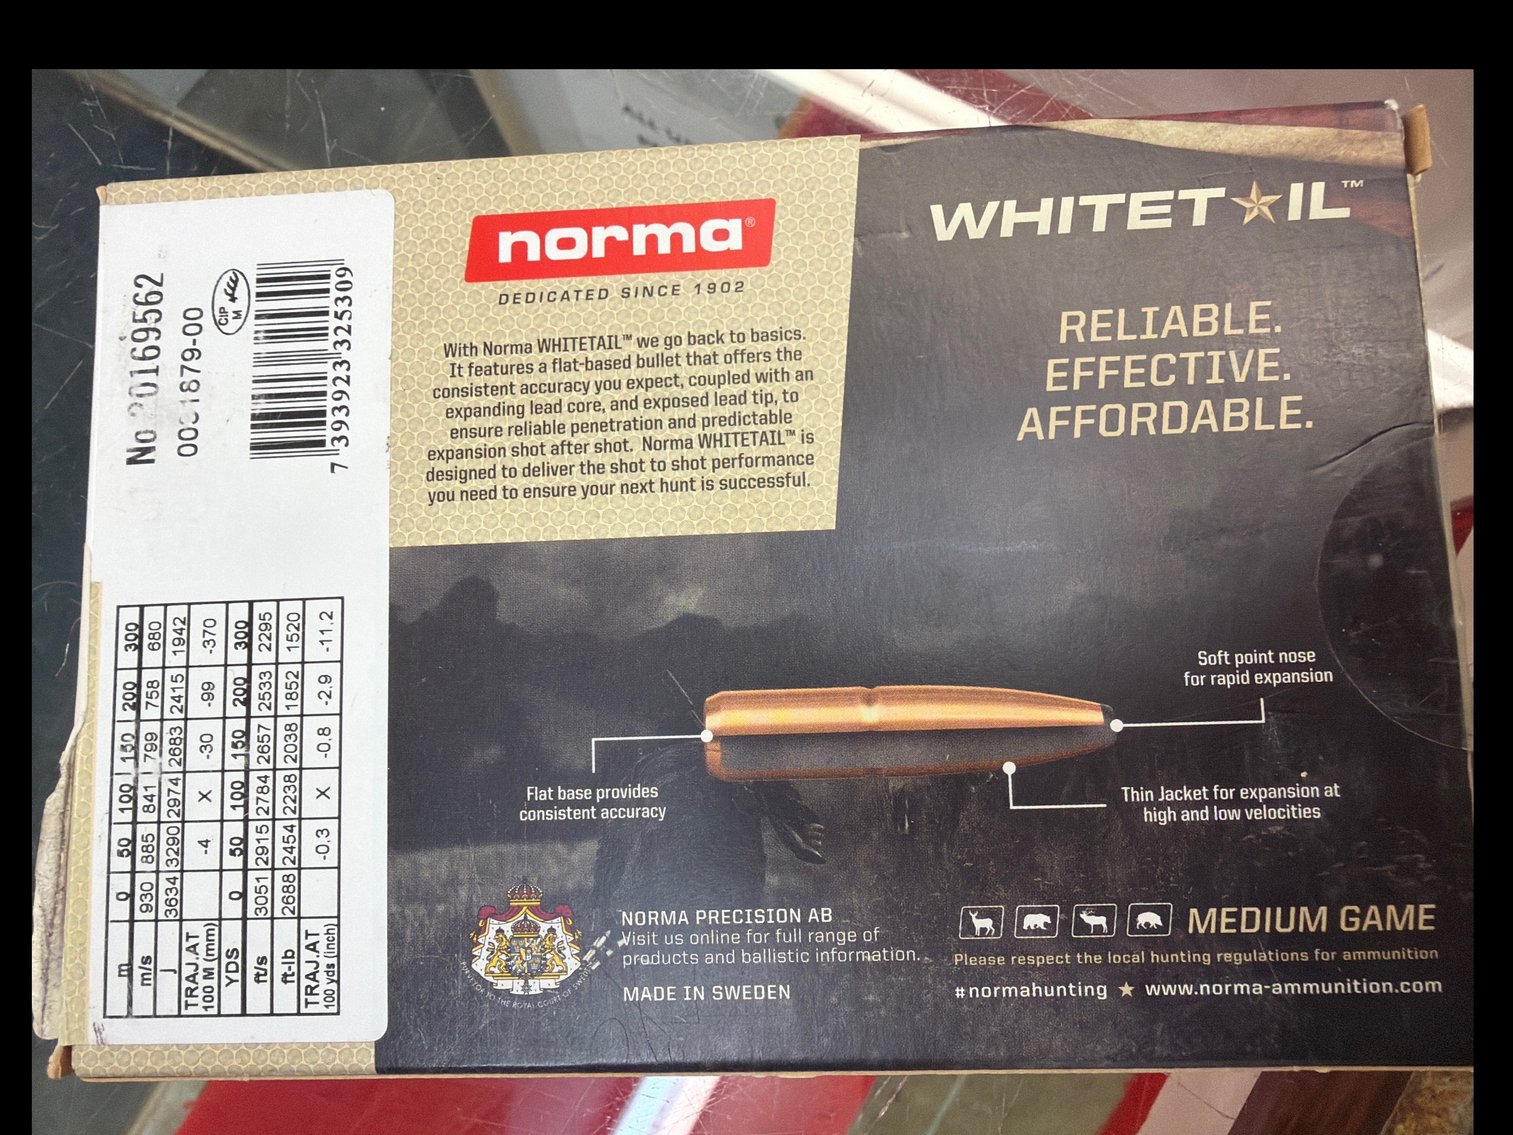 No 20169562
CIP
M
7 393923 325309
m 0 50 100 150 200 300
m/s 930 885 841 799 758 680
j 3634 3290 2974 2683 2415 1942
TRAJ.AT
100 M (mm) -4 X -30 -99 -370
YDS 0 50 100 150 200 300
ft/s 3051 2915 2784 2657 2533 2295
ft-lb 2688 2454 2238 2038 1852 1520
TRAJ.AT
100 yds (inch) -0.3 X -0,8 -2.9 -11.2
norma®
DEDICATED SINCE 1902
With Norma WHITETAIL™ we go back to basics.
It features a flat-based bullet that offers the
consistent accuracy you expect, coupled with an
expanding lead core, and exposed lead tip, to
ensure reliable penetration and predictable
expansion shot after shot. Norma WHITETAIL™ is
designed to deliver the shot to shot performance
you need to ensure your next hunt is successful.
WHITETAIL™
RELIABLE.
EFFECTIVE.
AFFORDABLE.
Soft point nose
for rapid expansion
Flat base provides
consistent accuracy
Thin Jacket for expansion at
high and low velocities
NORMA PRECISION AB
Visit us online for full range of
products and ballistic information.
MADE IN SWEDEN
MEDIUM GAME
Please respect the local hunting regulations for ammunition
#normahunting ★ www.norma-ammunition.com